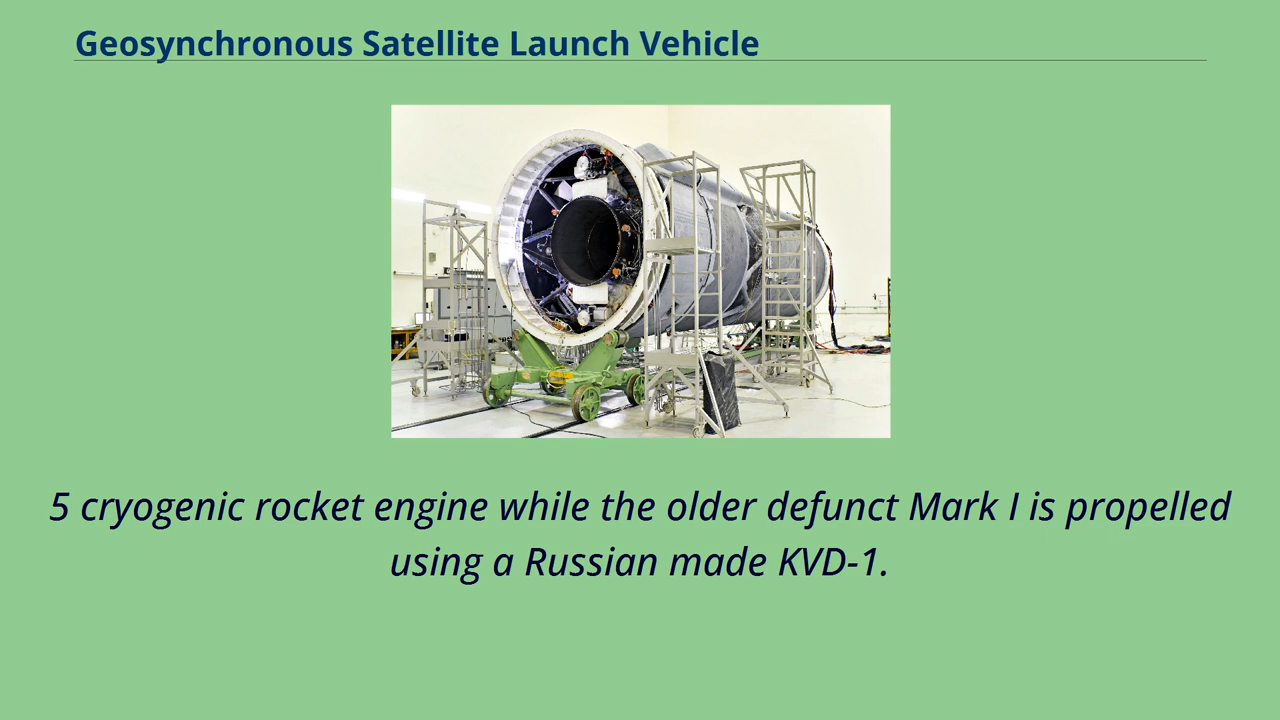 Geosynchronous Satellite Launch Vehicle
5 cryogenic rocket engine while the older defunct Mark I is propelled
using a Russian made KVD-1.